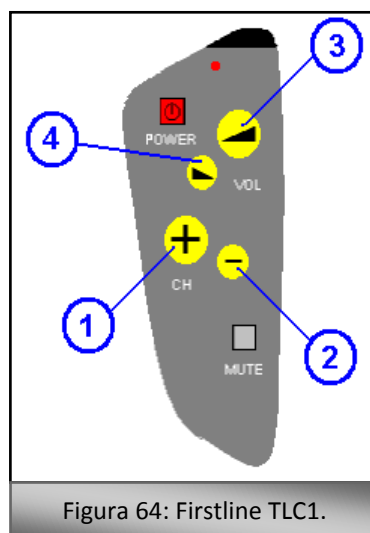 3
4
POWER
VOL
+
-
CH
1
2
MUTE
Figura 64: Firstline TLC1.